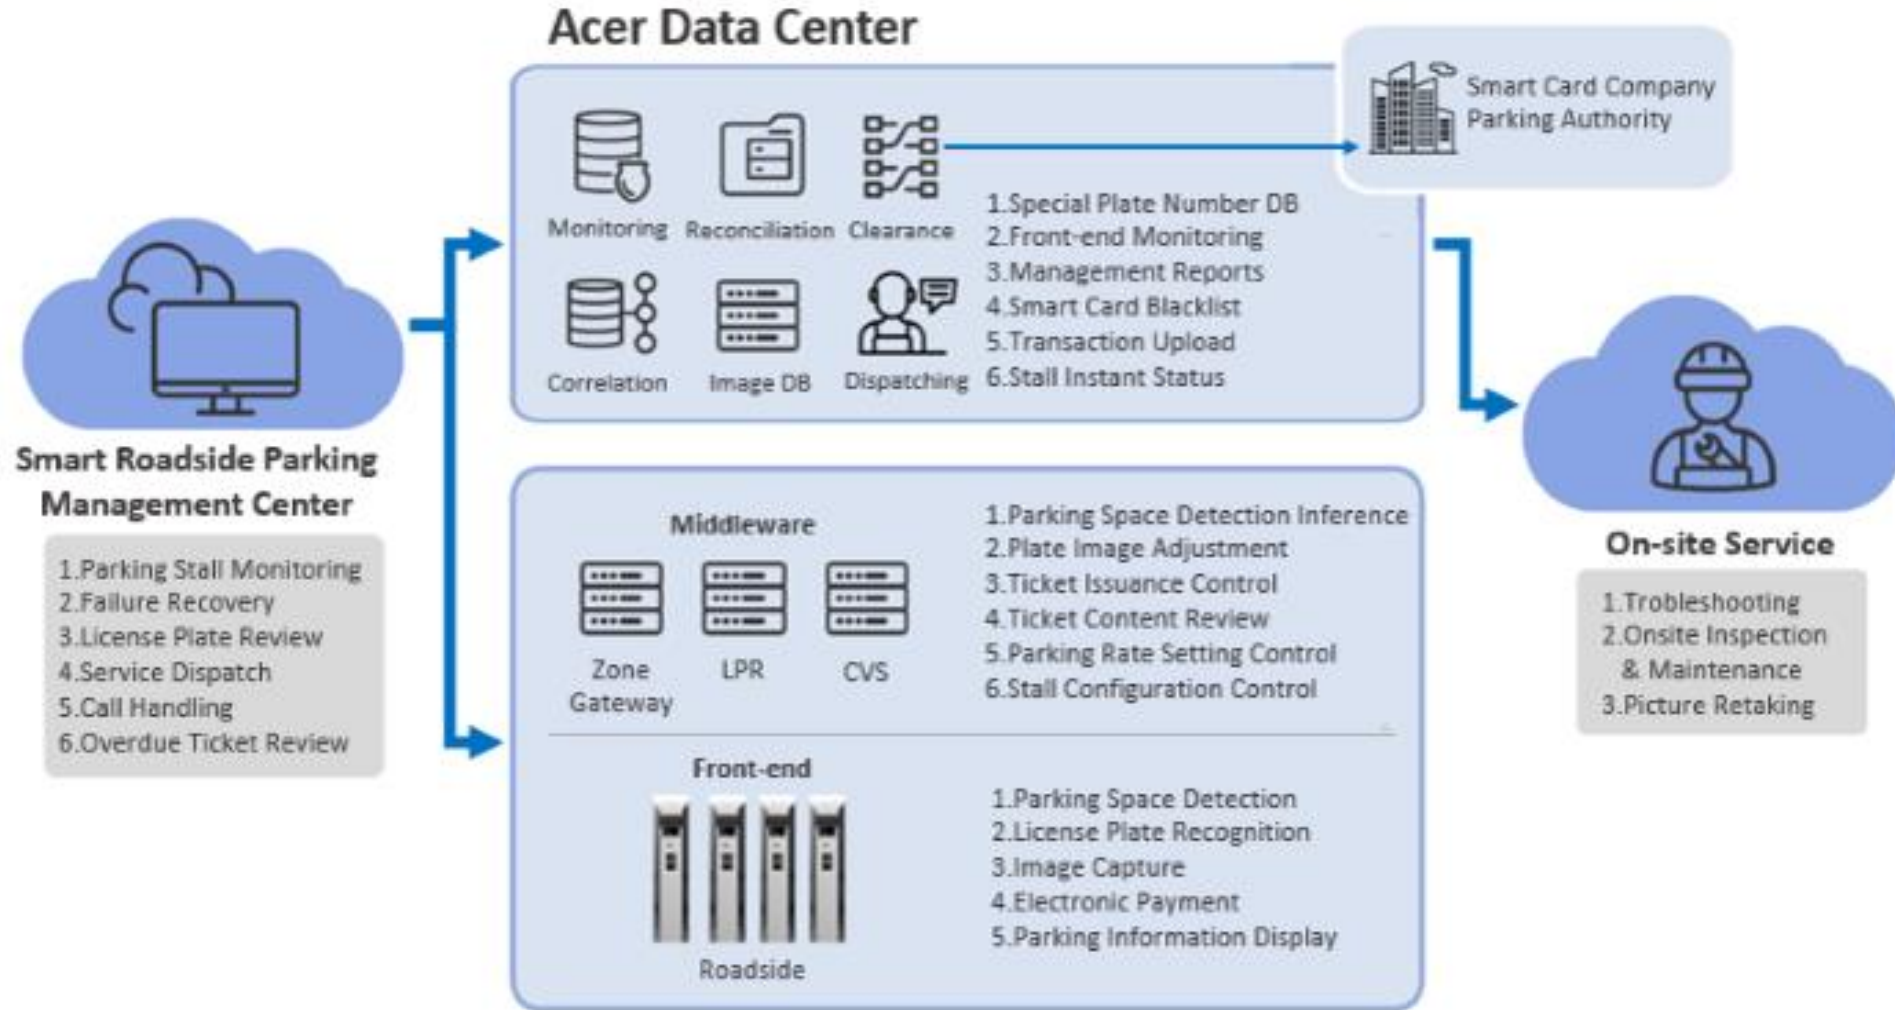 Acer Data Center
Smart Card Company
Parking Authority
Monitoring
Reconciliation
Clearance
Correlation
Image DB
Dispatching
1.Special Plate Number DB
2.Front-end Monitoring
3.Management Reports
4.Smart Card Blacklist
5.Transaction Upload
6.Stall Instant Status
Smart Roadside Parking
Management Center
1.Parking Stall Monitoring
2.Failure Recovery
3.License Plate Review
4.Service Dispatch
5.Call Handling
6.Overdue Ticket Review
Middleware
Zone
Gateway
LPR
CVS
1.Parking Space Detection Inference
2.Plate Image Adjustment
3.Ticket Issuance Control
4.Ticket Content Review
5.Parking Rate Setting Control
6.Stall Configuration Control
Front-end
Roadside
1.Parking Space Detection
2.License Plate Recognition
3.Image Capture
4.Electronic Payment
5.Parking Information Display
On-site Service
1.Trobleshooting
2.Onsite Inspection
& Maintenance
3.Picture Retaking